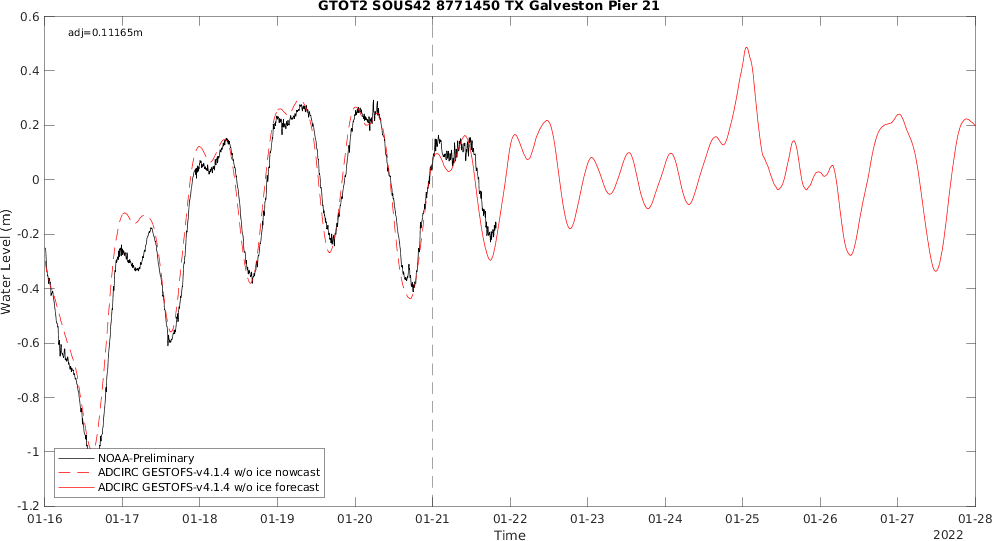 GTOT2 SOUS42 8771450 TX Galveston Pier 21
adj=0.11165m
0.6
0.4
0.2
0
-0.2
-0.4
-0.6
-0.8
-1
-1.2
Water Level (m)
NOAA-Preliminary
ADCIRC GESTOFS-v4.1.4 w/o ice nowcast
ADCIRC GESTOFS-v4.1.4 w/o ice forecast
01-16 01-17 01-18 01-19 01-20 01-21 01-22 01-23 01-24 01-25 01-26 01-27 01-28
Time
2022